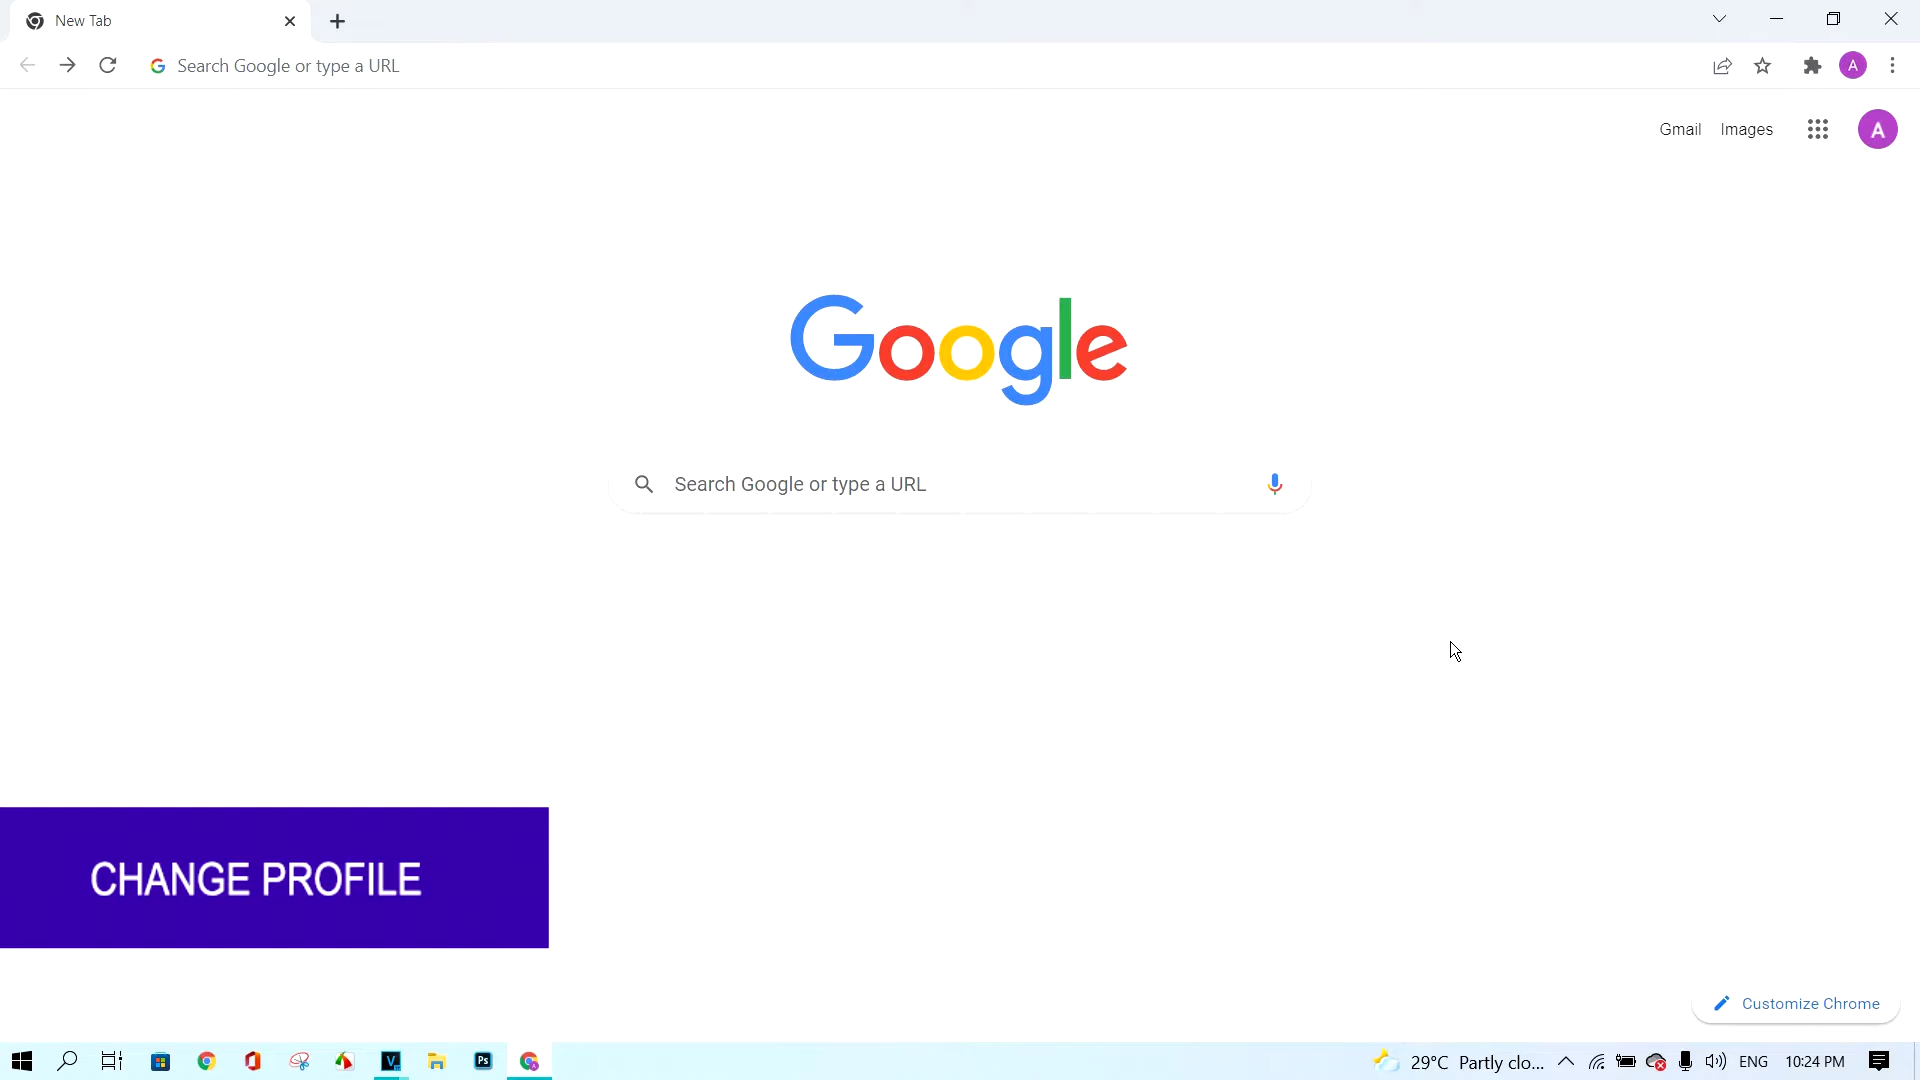 New Tab
Search Google or type a URL
A
Gmail Images
A
Google
Search Google or type a URL
CHANGE PROFILE
Customize Chrome
V
Ps
29°C Partly clo...
ENG
10:24 PM